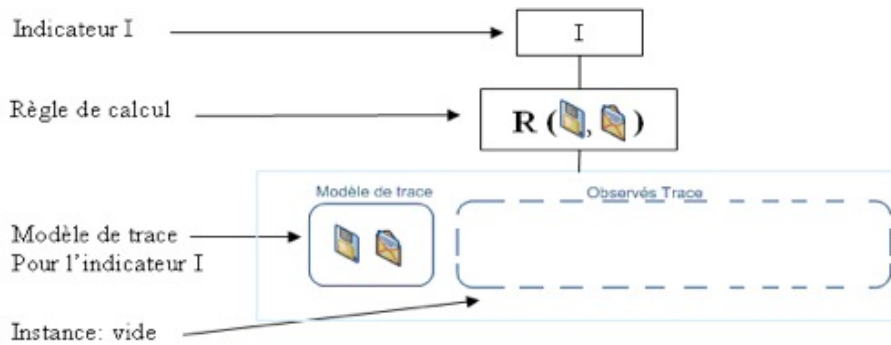 Indicateur I
I
Règle de calcul
R ( , )
Modèle de trace
Observés Trace
Modèle de trace
Pour l'indicateur I
Instance: vide